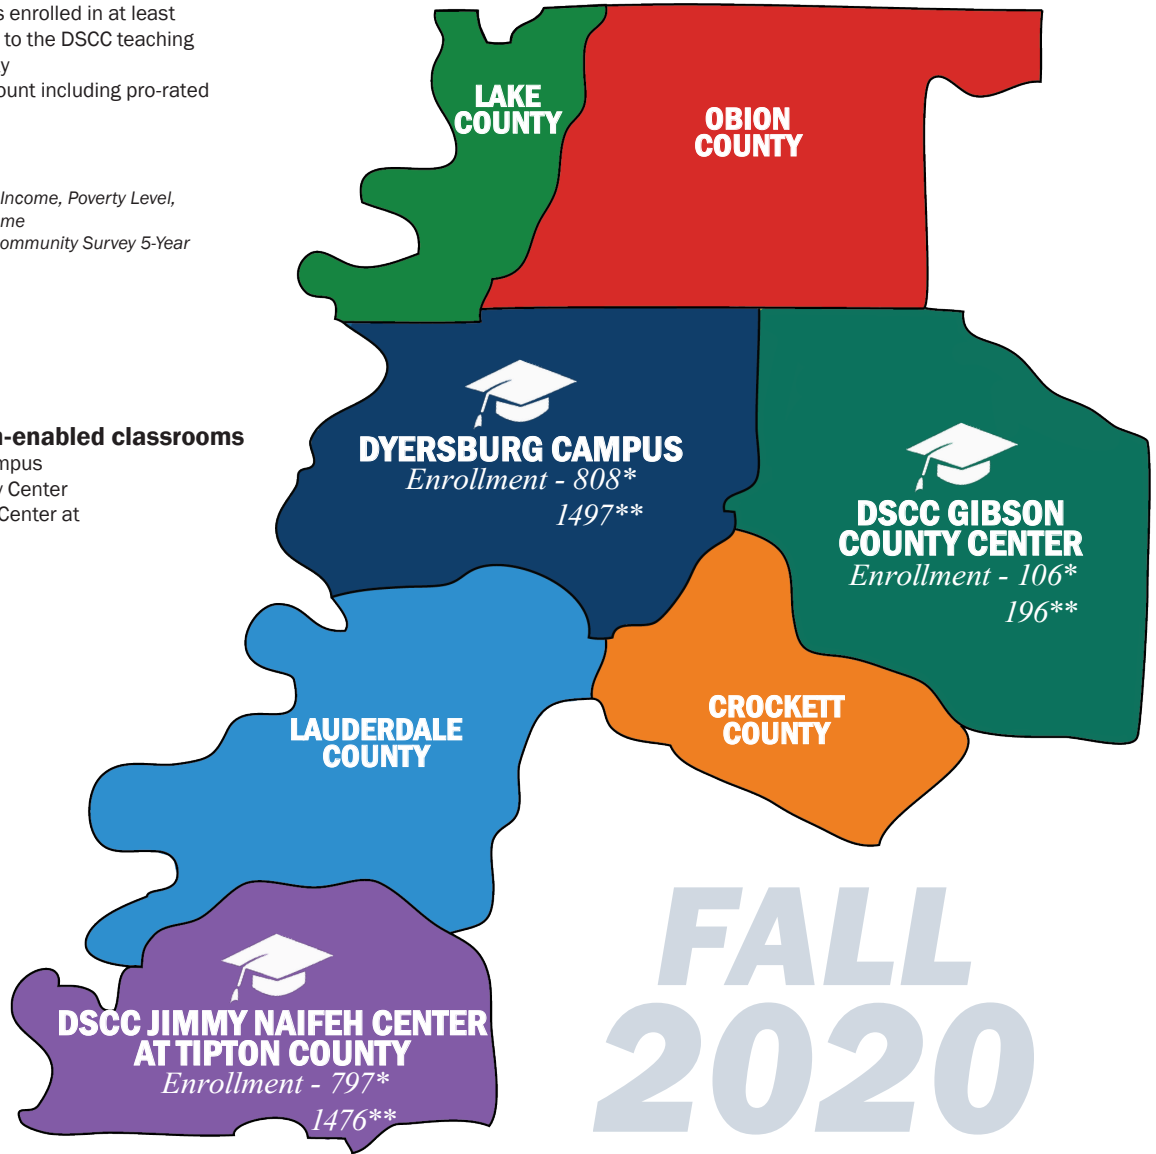 s enrolled in at least
to the DSCC teaching
y
ount including pro-rated
Income, Poverty Level,
me
ommunity Survey 5-Year
n-enabled classrooms
mpus
y Center
Center at
LAKE
COUNTY
OBION
COUNTY
DYERSBURG CAMPUS
Enrollment - 808*
1497**
DSCC GIBSON
COUNTY CENTER
Enrollment - 106*
196**
LAUDERDALE
COUNTY
CROCKETT
COUNTY
DSCC JIMMY NAIFEH CENTER
AT TIPTON COUNTY
Enrollment - 797*
1476**
FALL
2020